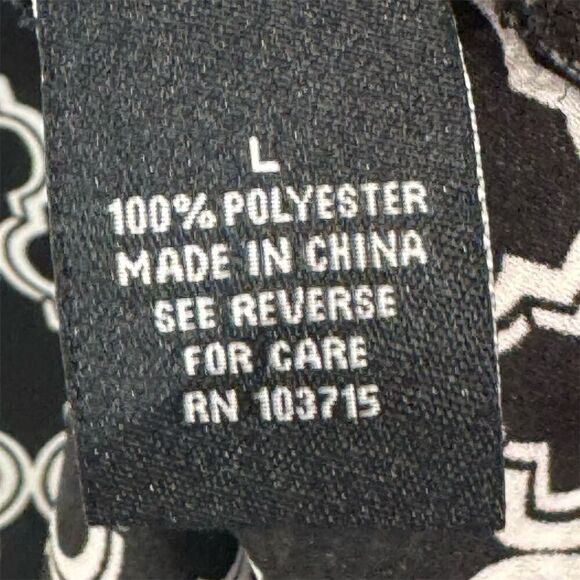 L
100% POLYESTER
MADE IN CHINA
SEE REVERSE
FOR CARE
RN 103715